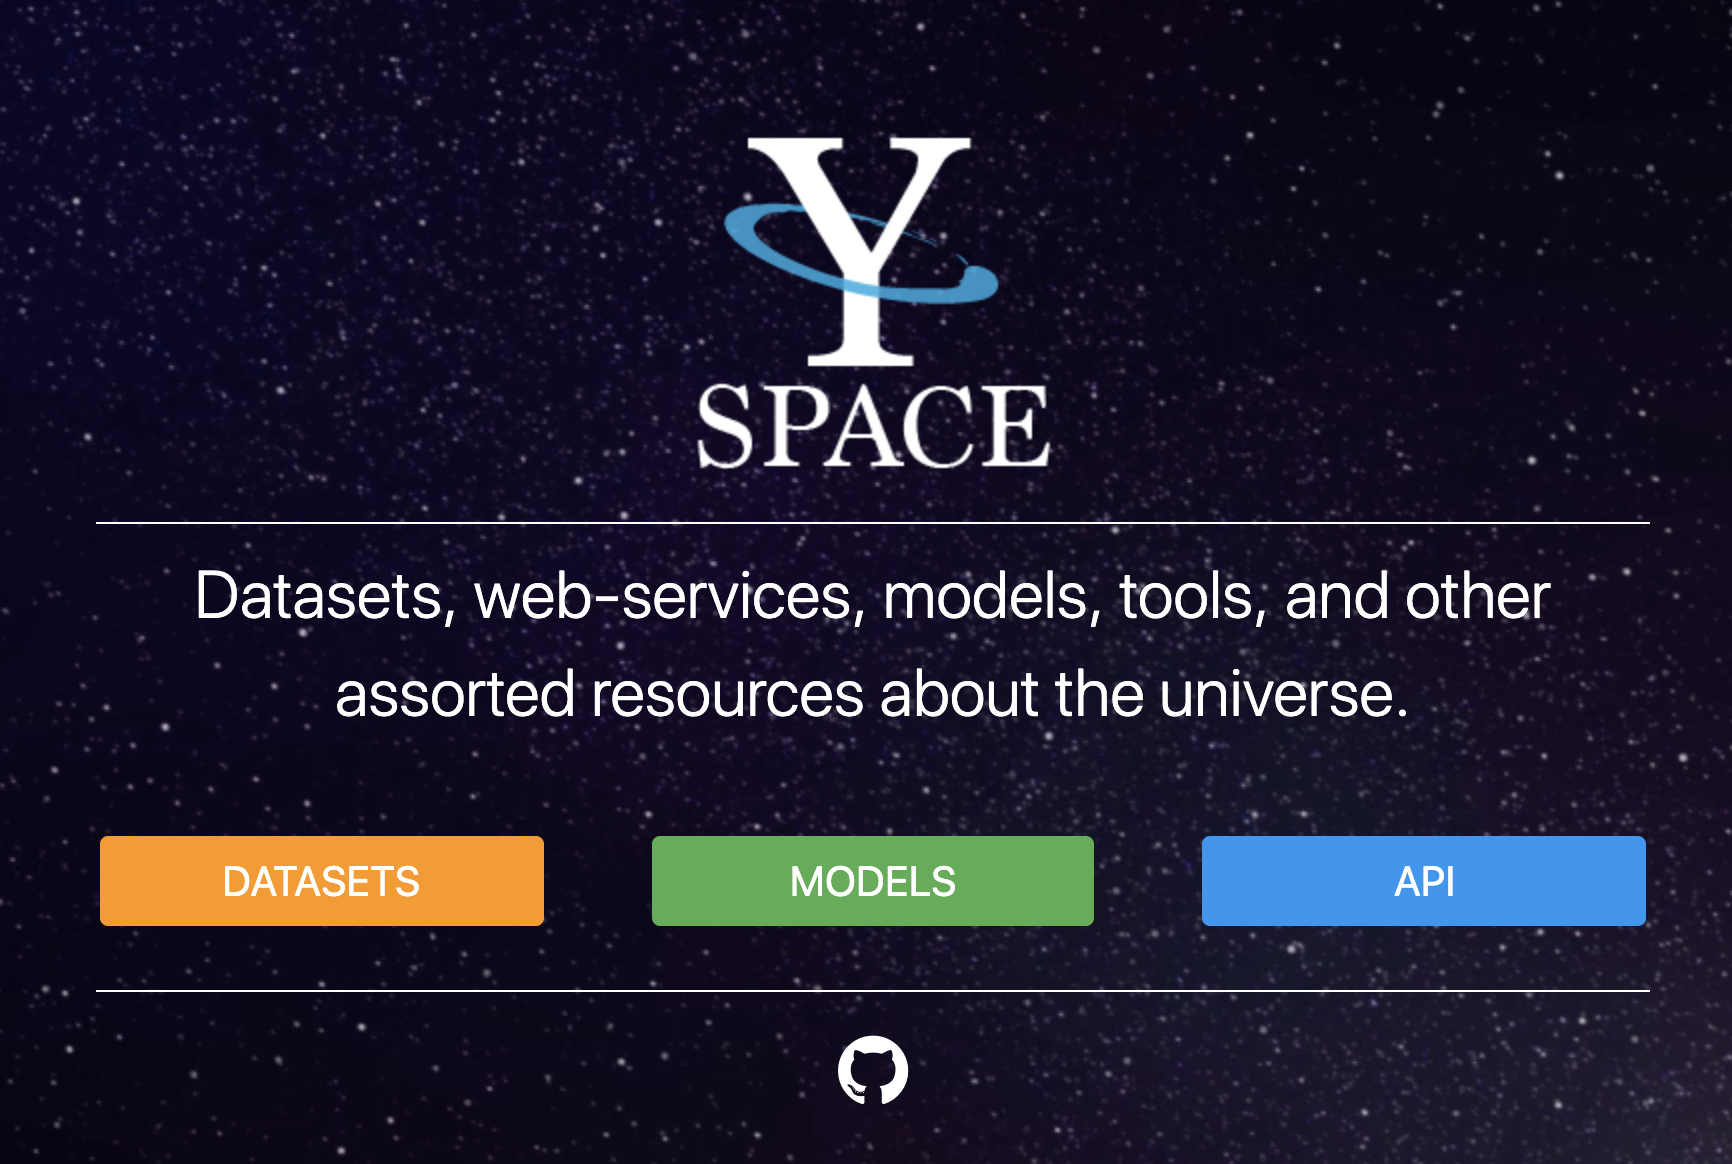 Y
SPACE
Datasets, web-services, models, tools, and other
assorted resources about the universe.
DATASETS
MODELS
API